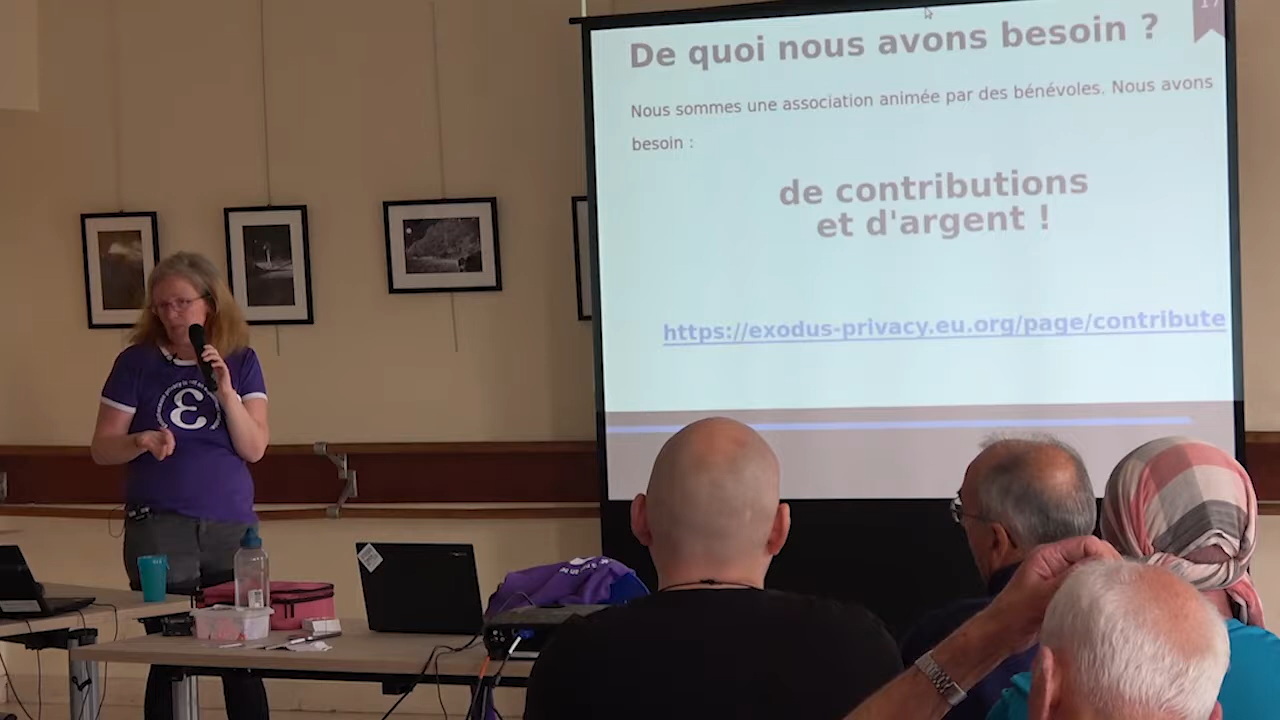 17
De quoi nous avons besoin ?
Nous sommes une association animée par des bénévoles. Nous avons
besoin :
de contributions
et d'argent !
https://exodus-privacy.eu.org/page/contribute
ε